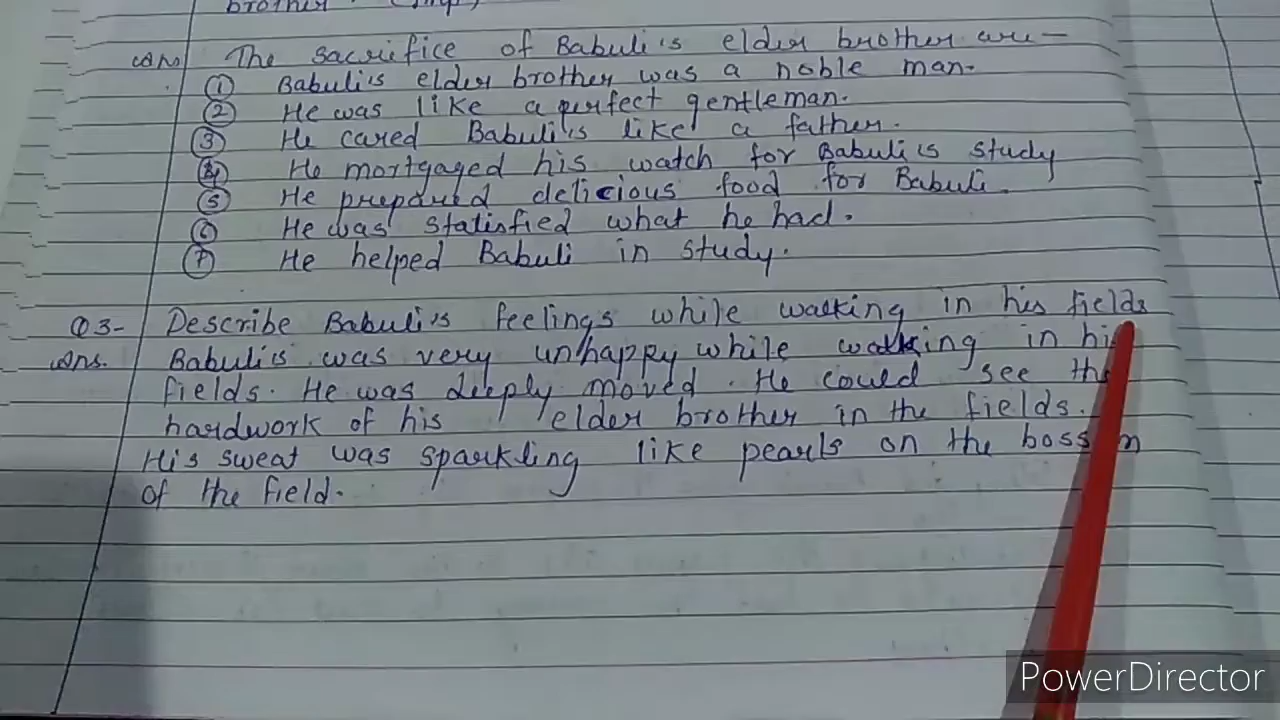 brother.
Ans The sacrifice of Babuli's elder brother are—
① Babuli's elder brother was a noble man.
② He was like a perfect gentleman.
③ He cared Babuli's like a father.
④ He mortgaged his watch for Babuli's study
⑤ He prepared delicious food for Babuli.
⑥ He was statisfied what he had.
⑦ He helped Babuli in study.
Q3- Describe Babuli's feelings while walking in his fields
Ans. Babuli's was very unhappy while walking in hi
fields. He was deeply moved. He could see the
hardwork of his elder brother in the fields.
His sweat was sparkling like pearls on the boss m
of the field.
PowerDirector